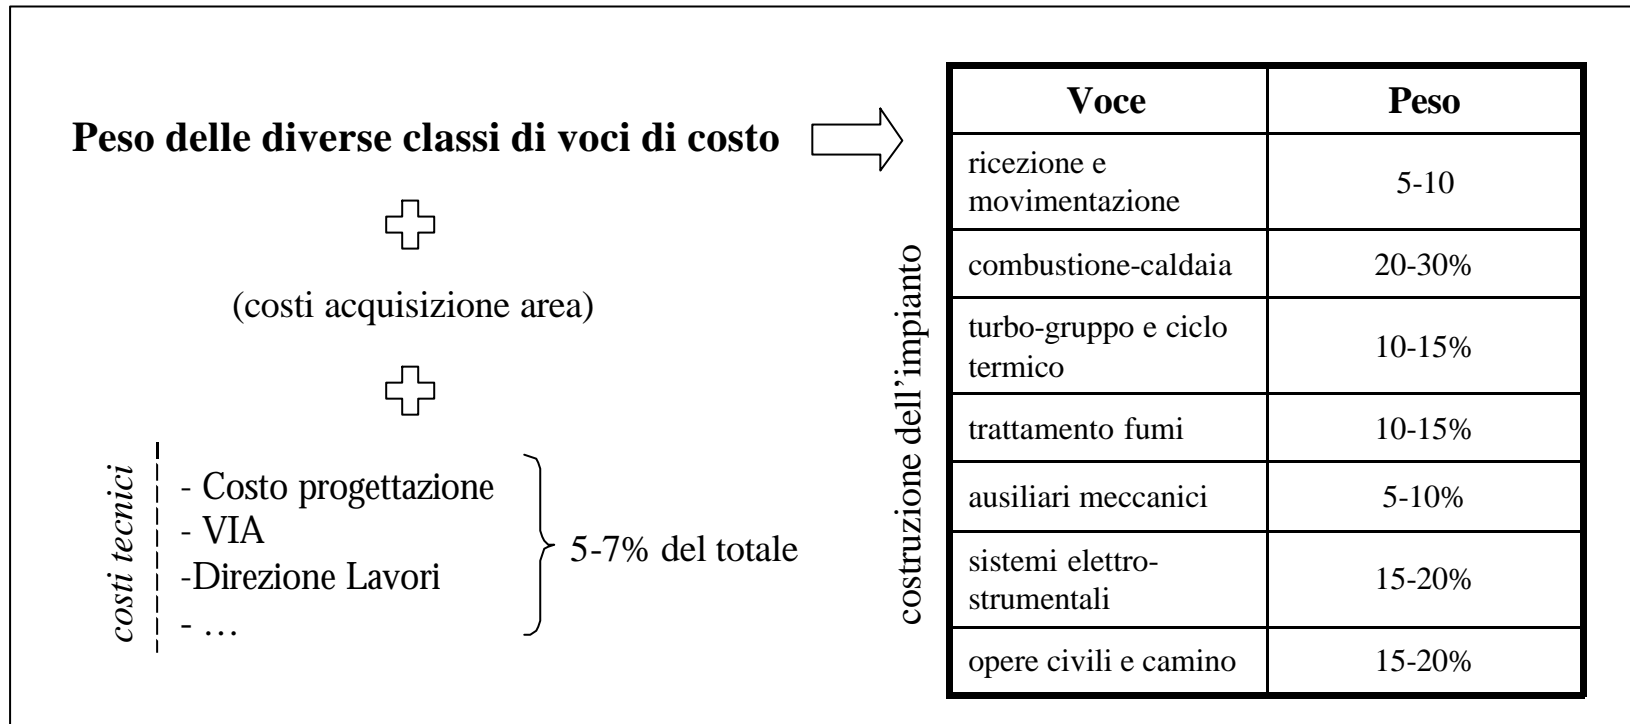 Peso delle diverse classi di voci di costo
(costi acquisizione area)
costi tecnici
- Costo progettazione
- VIA
-Direzione Lavori
- …
5-7% del totale
costruzione dell'impianto
Voce Peso
ricezione e
movimentazione
5-10
combustione-caldaia 20-30%
turbo-gruppo e ciclo
termico
10-15%
trattamento fumi 10-15%
ausiliari meccanici 5-10%
sistemi elettro-
strumentali
15-20%
opere civili e camino 15-20%